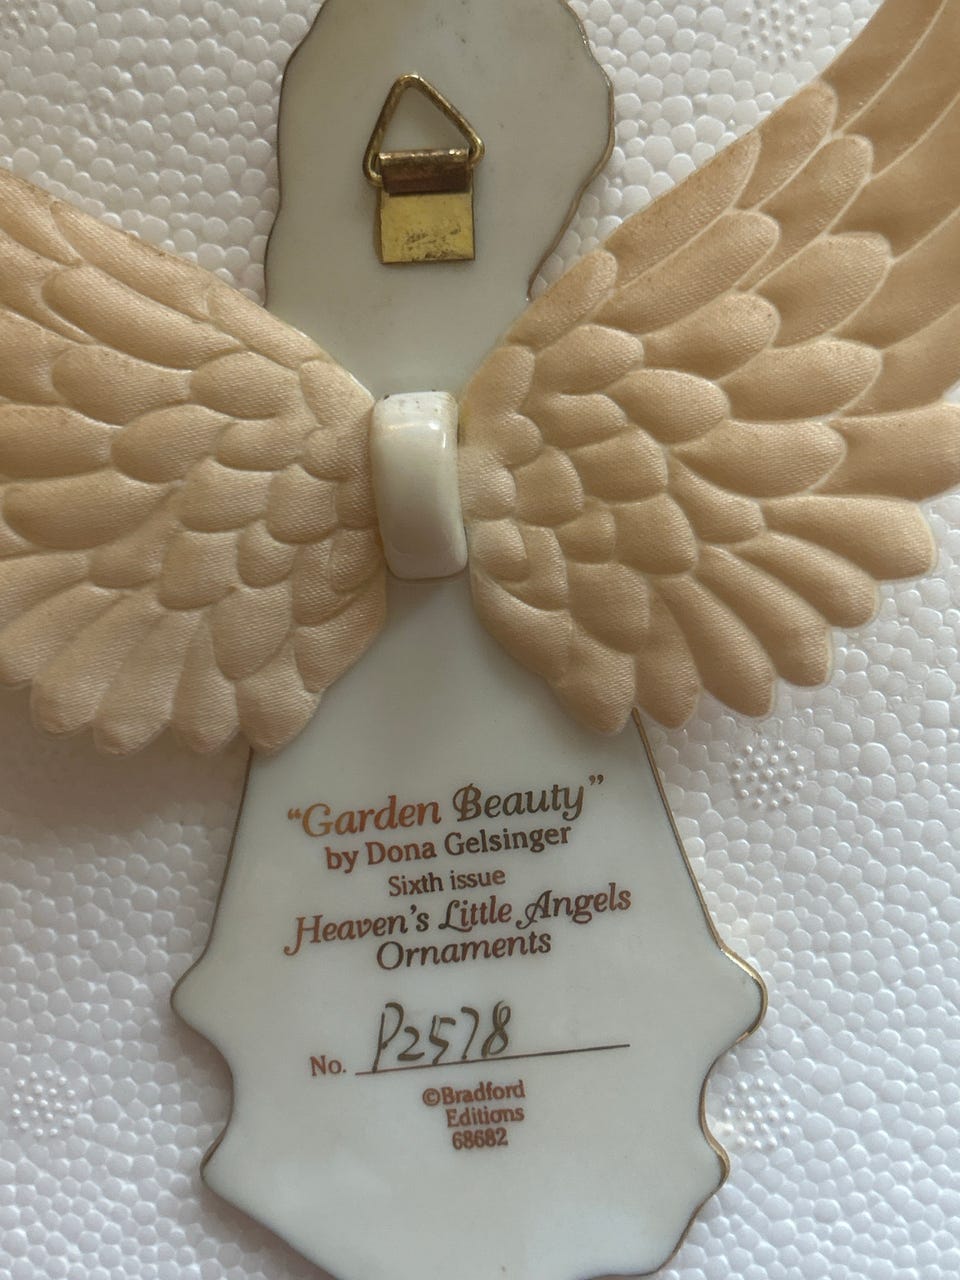 “Garden Beauty”
by Dona Gelsinger
Sixth issue
Heaven's Little Angels
Ornaments
No. P2578
©Bradford
Editions
68682